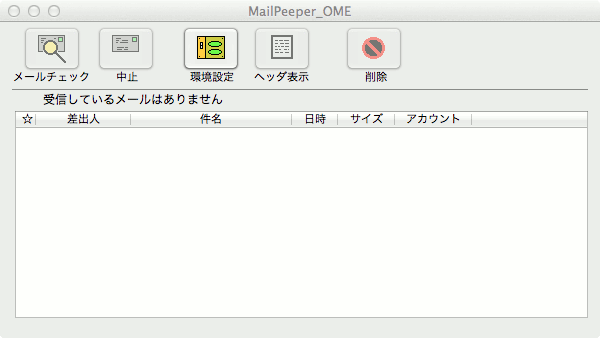 MailPeeper_OME
メールチェック 中止 環境設定 ヘッダ表示 削除
受信しているメールはありません
☆ 差出人 件名 日時 サイズ アカウント